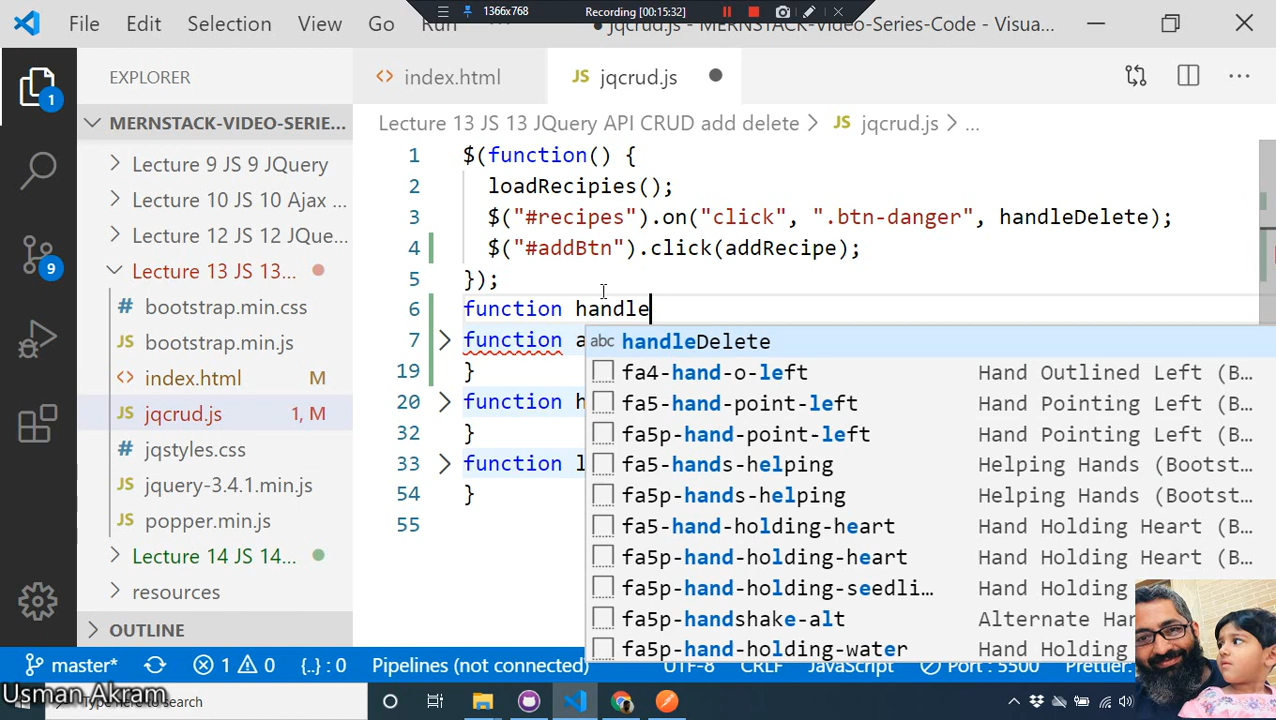 File Edit Selection View Go Run
1366x768 Recording [00:15:32]
jqcrud.js - MERNSTACK-Video-Series-Code - Visua...
EXPLORER
MERNSTACK-VIDEO-SERIE...
Lecture 9 JS 9 JQuery
Lecture 10 JS 10 Ajax ...
Lecture 12 JS 12 JQue...
Lecture 13 JS 13...
# bootstrap.min.css
JS bootstrap.min.js
<> index.html M
JS jqcrud.js 1, M
# jqstyles.css
JS jquery-3.4.1.min.js
JS popper.min.js
Lecture 14 JS 14...
resources
OUTLINE
1
9
<> index.html
JS jqcrud.js
Lecture 13 JS 13 JQuery API CRUD add delete > JS jqcrud.js > ...
1 $(function() {
2 loadRecipies();
3 $("#recipes").on("click", ".btn-danger", handleDelete);
4 $("#addBtn").click(addRecipe);
5 });
6 function handle
7 function a
19 }
20 function h
32 }
33 function l
54 }
55
abc handleDelete
fa4-hand-o-left Hand Outlined Left (B...
fa5-hand-point-left Hand Pointing Left (B...
fa5p-hand-point-left Hand Pointing Left (B...
fa5-hands-helping Helping Hands (Bootst...
fa5p-hands-helping Helping Hands (Bootst...
fa5-hand-holding-heart Hand Holding Heart (B...
fa5p-hand-holding-heart Hand Holding Heart (B...
fa5p-hand-holding-seedli... Hand Holding
fa5p-handshake-alt Alternate Har
fa5p-hand-holding-water Hand Holding
master* 1 0 {..} : 0 Pipelines (not connected) UTF-8 CRLF JavaScript Port : 5500 Prettier:
Usman Akram
Type here to search